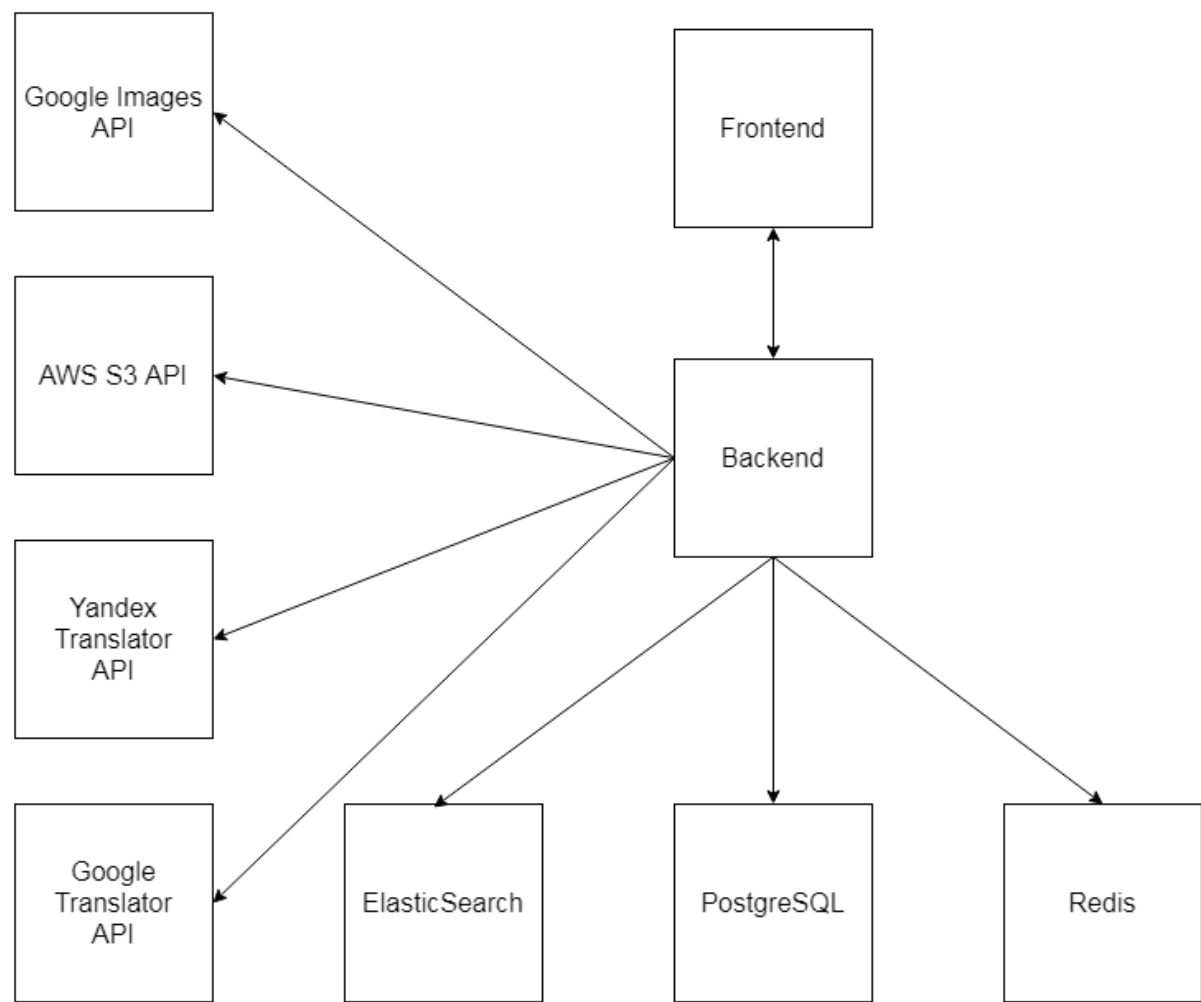 Google Images
API
Frontend
AWS S3 API
Backend
Yandex
Translator
API
Google
Translator
API
ElasticSearch
PostgreSQL
Redis